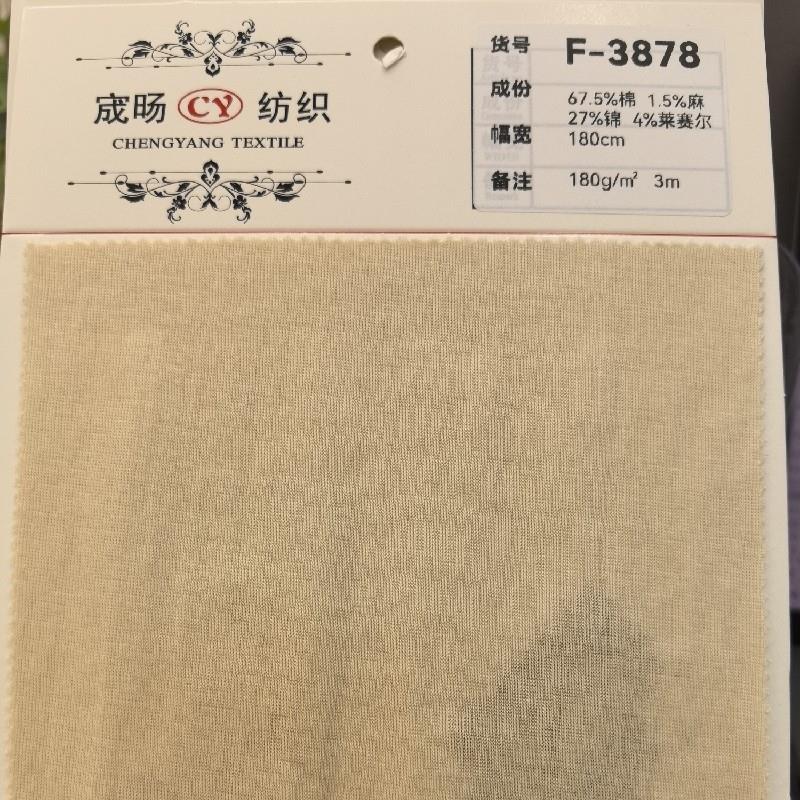 宬旸 CY 纺织
CHENGYANG TEXTILE
货号 F-3878
成份 67.5%棉 1.5%麻
27%锦 4%莱赛尔
幅宽 180cm
备注 180g/㎡ 3m